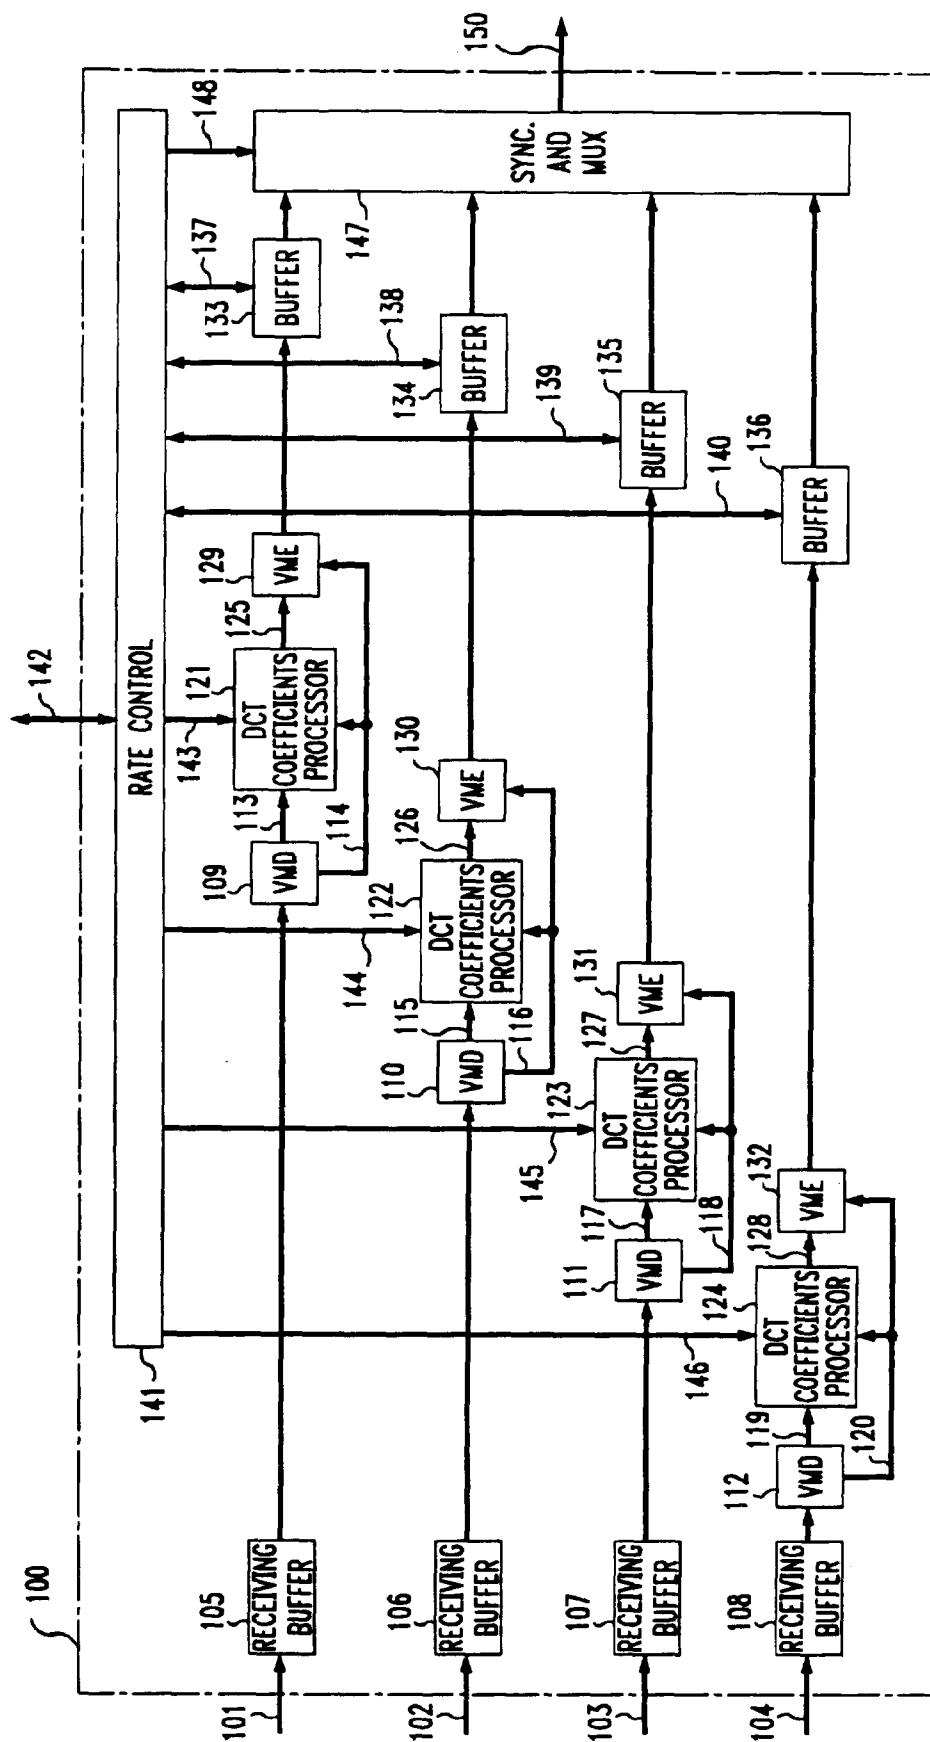 100
142
RATE CONTROL
141
148
150
SYNC.
AND
MUX
147
101
105
RECEIVING
BUFFER
109
VMD
113
114
143
121
DCT
COEFFICIENTS
PROCESSOR
125
129
VME
133
BUFFER
137
102
106
RECEIVING
BUFFER
110
VMD
115
116
144
122
DCT
COEFFICIENTS
PROCESSOR
126
130
VME
134
BUFFER
138
103
107
RECEIVING
BUFFER
111
VMD
117
118
145
123
DCT
COEFFICIENTS
PROCESSOR
127
131
VME
135
BUFFER
139
104
108
RECEIVING
BUFFER
112
VMD
119
120
146
124
DCT
COEFFICIENTS
PROCESSOR
128
132
VME
136
BUFFER
140